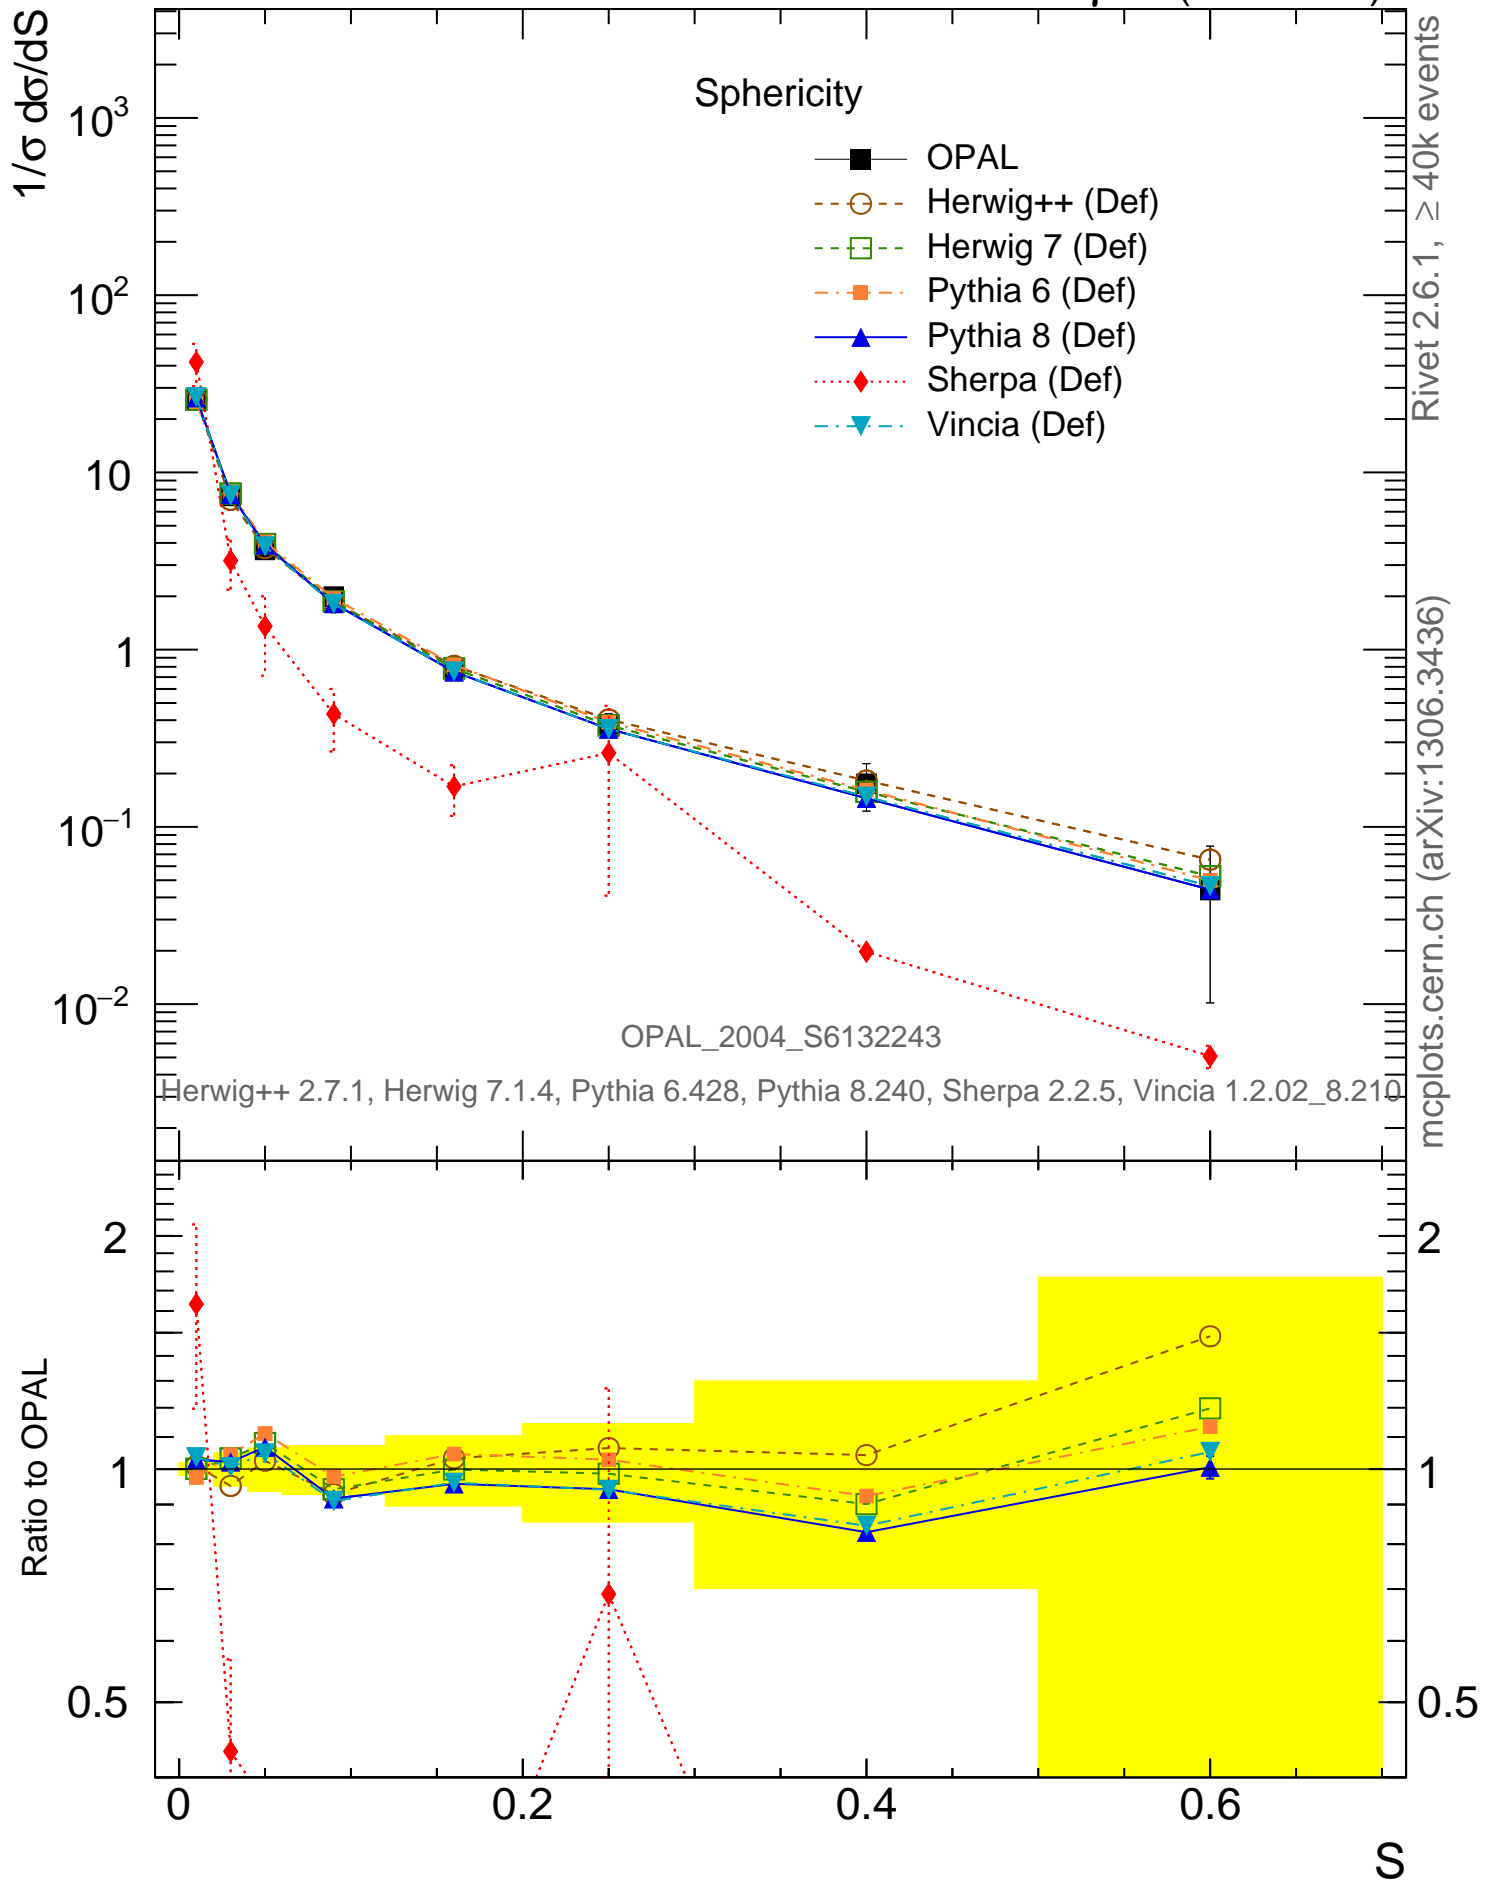 1/σ dσ/dS
Sphericity
OPAL
Herwig++ (Def)
Herwig 7 (Def)
Pythia 6 (Def)
Pythia 8 (Def)
Sherpa (Def)
Vincia (Def)
10³
10²
10
1
10⁻¹
10⁻²
OPAL_2004_S6132243
Herwig++ 2.7.1, Herwig 7.1.4, Pythia 6.428, Pythia 8.240, Sherpa 2.2.5, Vincia 1.2.02_8.210
Rivet 2.6.1, ≥ 40k events
mcplots.cern.ch (arXiv:1306.3436)
Ratio to OPAL
2 2
1 1
0.5 0.5
0 0.2 0.4 0.6
S